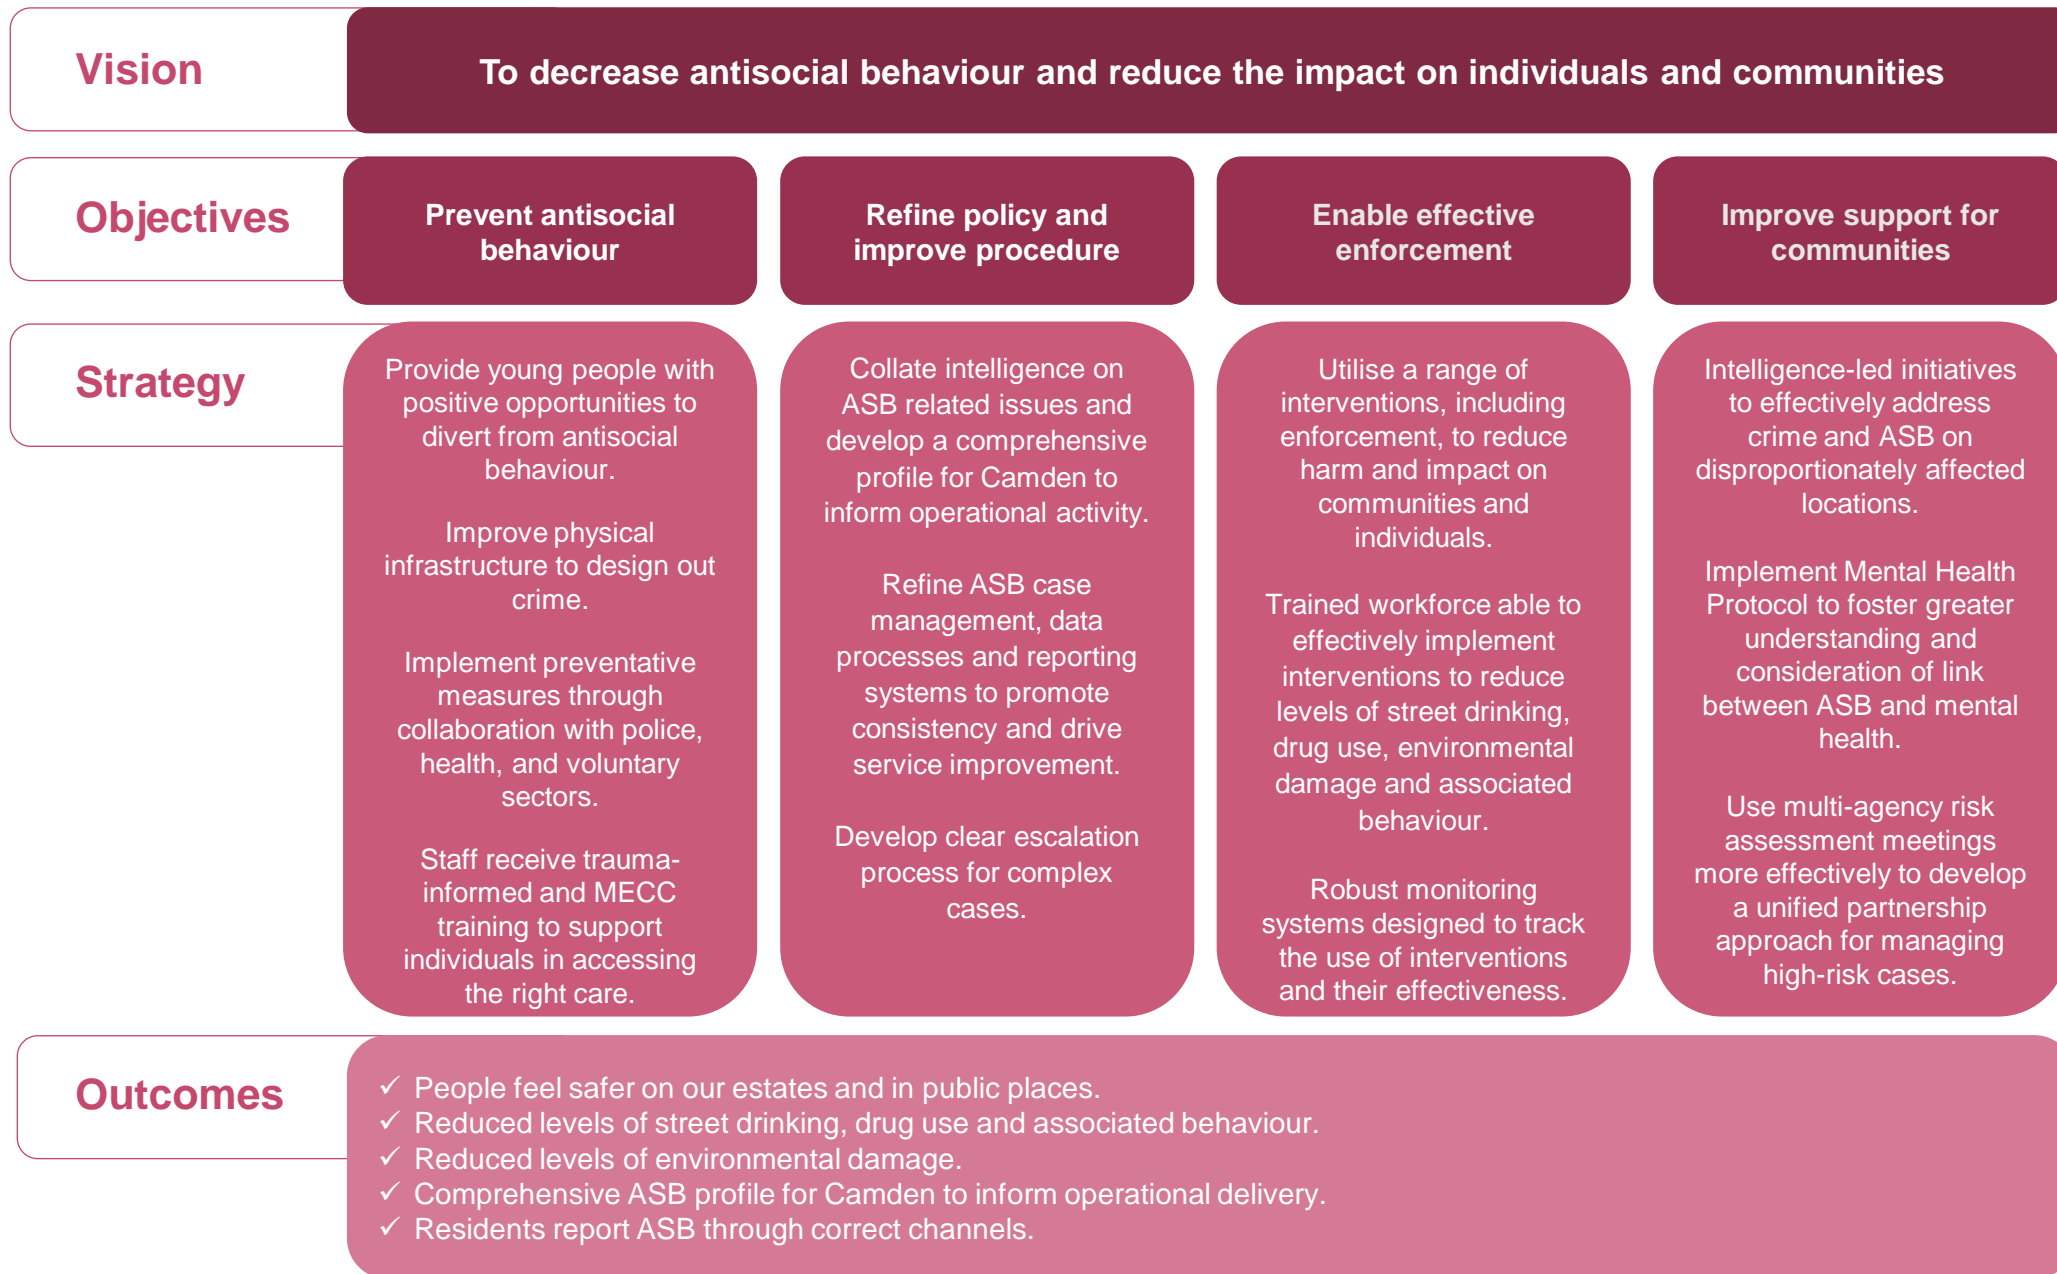 Vision
To decrease antisocial behaviour and reduce the impact on individuals and communities
Objectives
Prevent antisocial
behaviour
Refine policy and
improve procedure
Enable effective
enforcement
Improve support for
communities
Strategy
Provide young people with
positive opportunities to
divert from antisocial
behaviour.
Improve physical
infrastructure to design out
crime.
Implement preventative
measures through
collaboration with police,
health, and voluntary
sectors.
Staff receive trauma-
informed and MECC
training to support
individuals in accessing
the right care.
Collate intelligence on
ASB related issues and
develop a comprehensive
profile for Camden to
inform operational activity.
Refine ASB case
management, data
processes and reporting
systems to promote
consistency and drive
service improvement.
Develop clear escalation
process for complex
cases.
Utilise a range of
interventions, including
enforcement, to reduce
harm and impact on
communities and
individuals.
Trained workforce able to
effectively implement
interventions to reduce
levels of street drinking,
drug use, environmental
damage and associated
behaviour.
Robust monitoring
systems designed to track
the use of interventions
and their effectiveness.
Intelligence-led initiatives
to effectively address
crime and ASB on
disproportionately affected
locations.
Implement Mental Health
Protocol to foster greater
understanding and
consideration of link
between ASB and mental
health.
Use multi-agency risk
assessment meetings
more effectively to develop
a unified partnership
approach for managing
high-risk cases.
Outcomes
✓ People feel safer on our estates and in public places.
✓ Reduced levels of street drinking, drug use and associated behaviour.
✓ Reduced levels of environmental damage.
✓ Comprehensive ASB profile for Camden to inform operational delivery.
✓ Residents report ASB through correct channels.